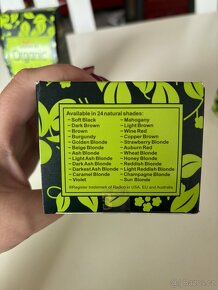 Organic
Available in 24 natural shades:
- Soft Black
- Dark Brown
- Brown
- Burgundy
- Golden Blonde
- Beige Blonde
- Ash Blonde
- Light Ash Blonde
- Dark Ash Blonde
- Darkest Ash Blond
- Caramel Blonde
- Violet
- Mahogany
- Light Brown
- Wine Red
- Copper Brown
- Strawberry Blonde
- Auburn Red
- Wheat Blonde
- Honey Blonde
- Reddish Blonde
- Light Reddish Blonde
- Champagne Blonde
- Sun Blonde
®Register trademark of Radico in USA, EU and Australia